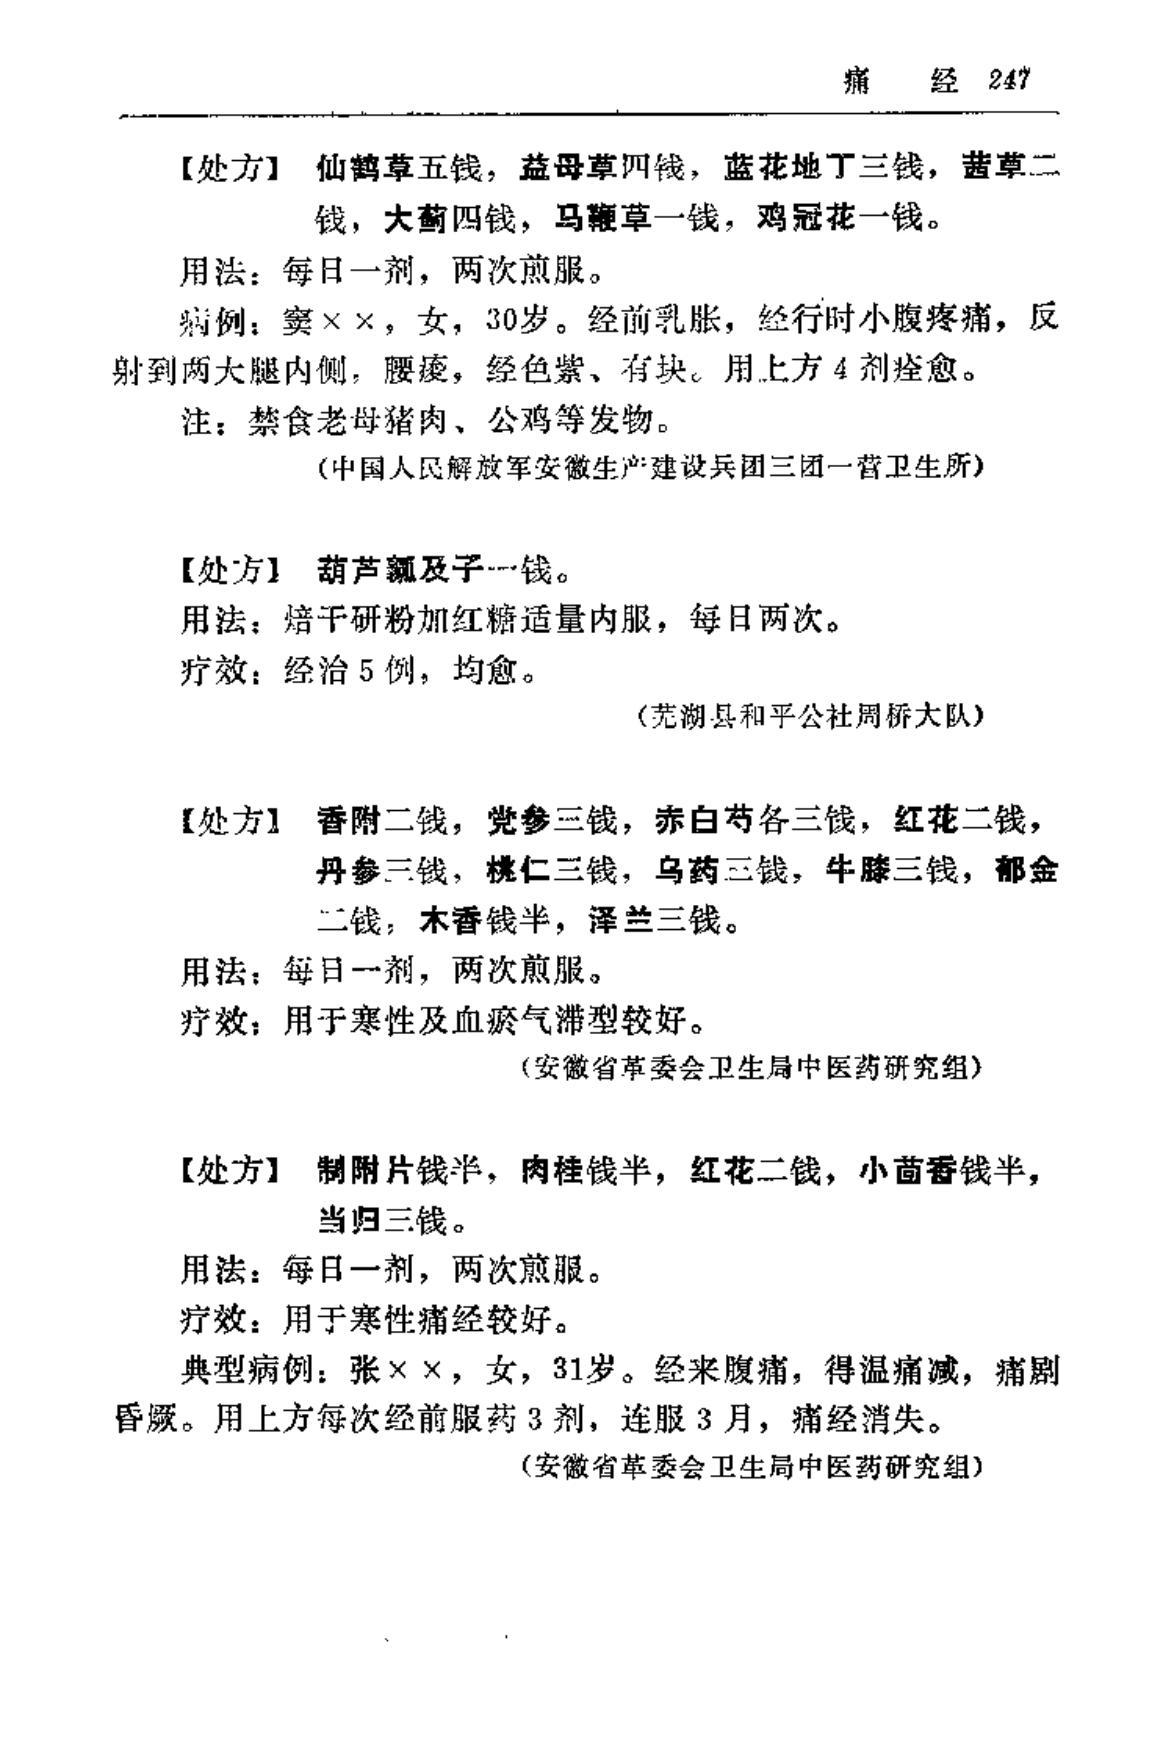 痛　经 247
【处方】 仙鹤草五钱，益母草四钱，蓝花地丁三钱，茜草二
钱，大蓟四钱，马鞭草一钱，鸡冠花一钱。
用法：每日一剂，两次煎服。
病例：窦××，女，30岁。经前乳胀，经行时小腹疼痛，反
射到两大腿内侧，腰痠，经色紫、有块。用上方4剂痊愈。
注：禁食老母猪肉、公鸡等发物。
（中国人民解放军安徽生产建设兵团三团一营卫生所）
【处方】 葫芦瓤及子一钱。
用法：焙干研粉加红糖适量内服，每日两次。
疗效：经治5例，均愈。
（芜湖县和平公社周桥大队）
【处方】 香附二钱，党参三钱，赤白芍各三钱，红花二钱，
丹参三钱，桃仁三钱，乌药三钱，牛膝三钱，郁金
二钱，木香钱半，泽兰三钱。
用法：每日一剂，两次煎服。
疗效：用于寒性及血瘀气滞型较好。
（安徽省革委会卫生局中医药研究组）
【处方】 制附片钱半，肉桂钱半，红花二钱，小茴香钱半，
当归三钱。
用法：每日一剂，两次煎服。
疗效：用于寒性痛经较好。
典型病例：张××，女，31岁。经来腹痛，得温痛减，痛剧
昏厥。用上方每次经前服药3剂，连服3月，痛经消失。
（安徽省革委会卫生局中医药研究组）